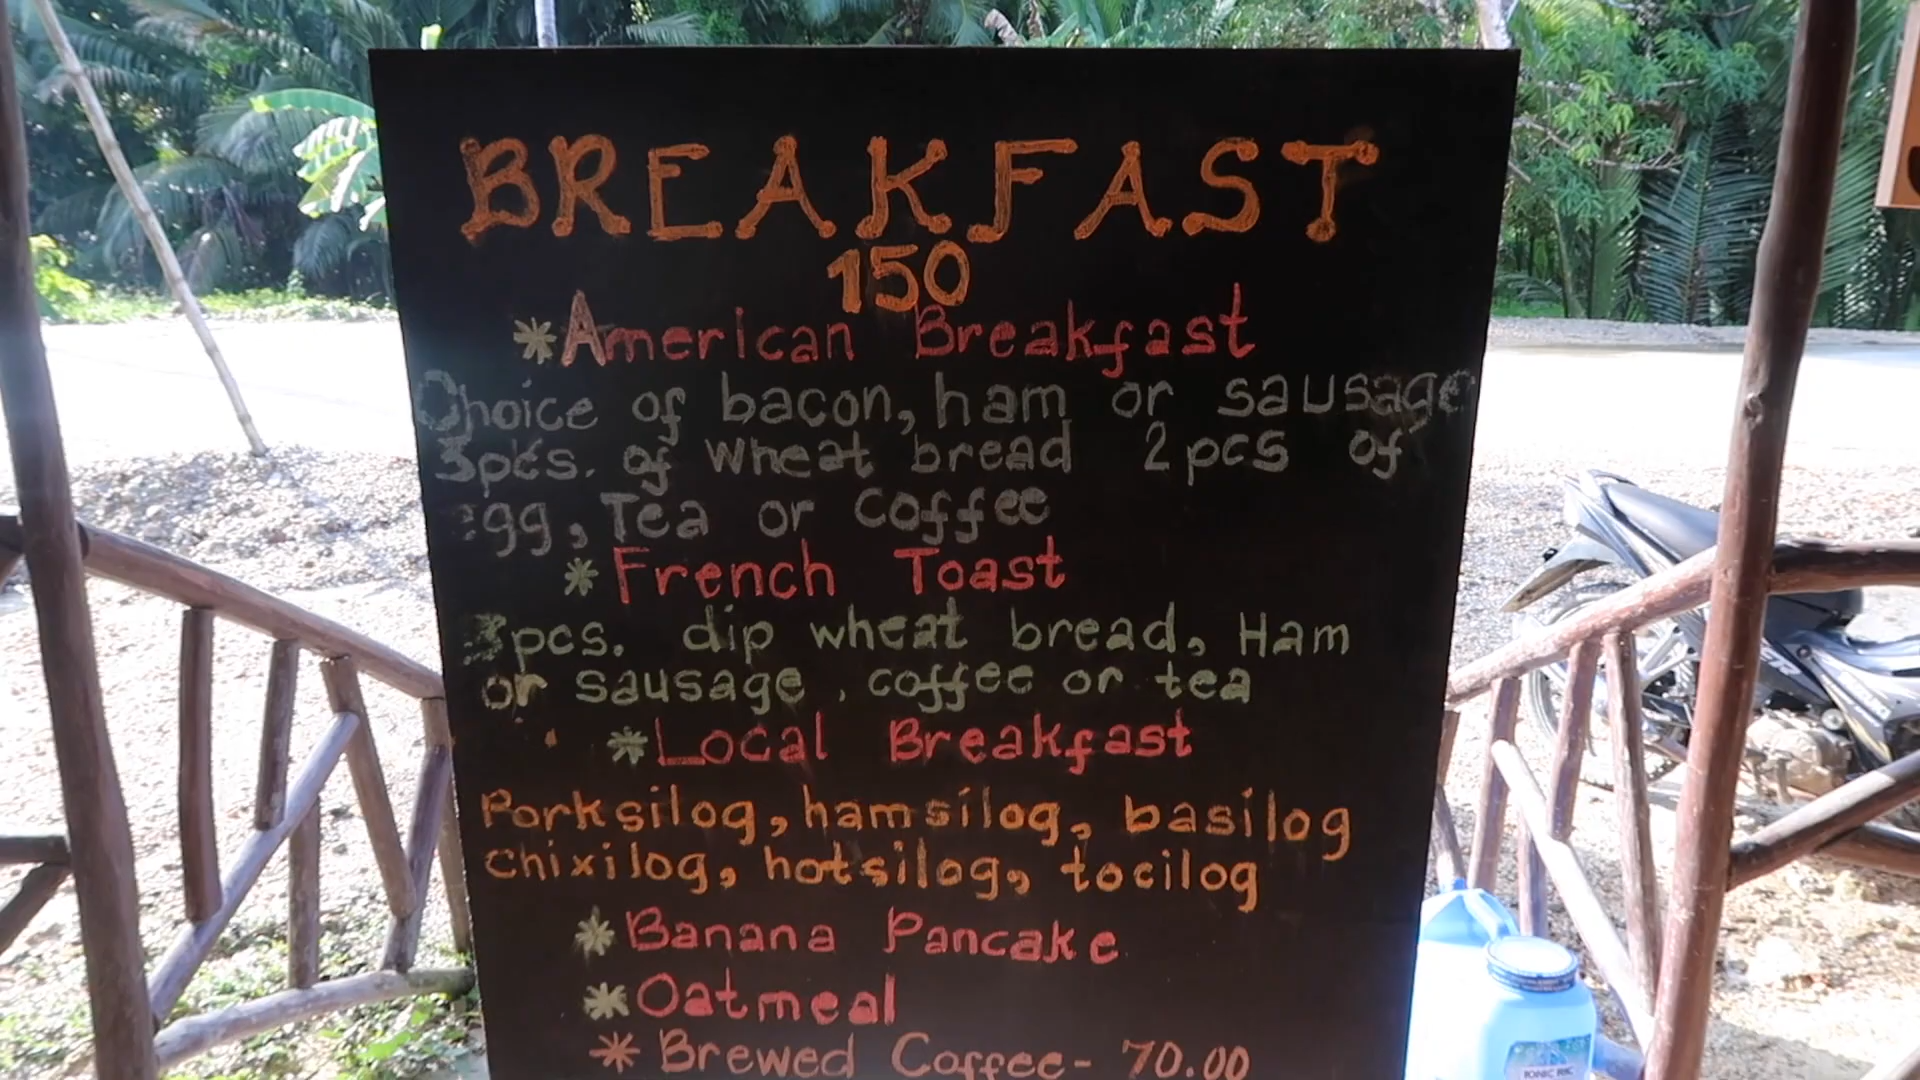 BREAKFAST
150
*American Breakfast
Choice of bacon, ham or sausage
3pcs. of wheat bread 2pcs of
egg, Tea or coffee
*French Toast
3pcs. dip wheat bread, Ham
or sausage, coffee or tea
*Local Breakfast
Porksilog, hamsilog, basilog
chixilog, hotsilog, tocilog
*Banana Pancake
*Oatmeal
*Brewed Coffee- 70.00